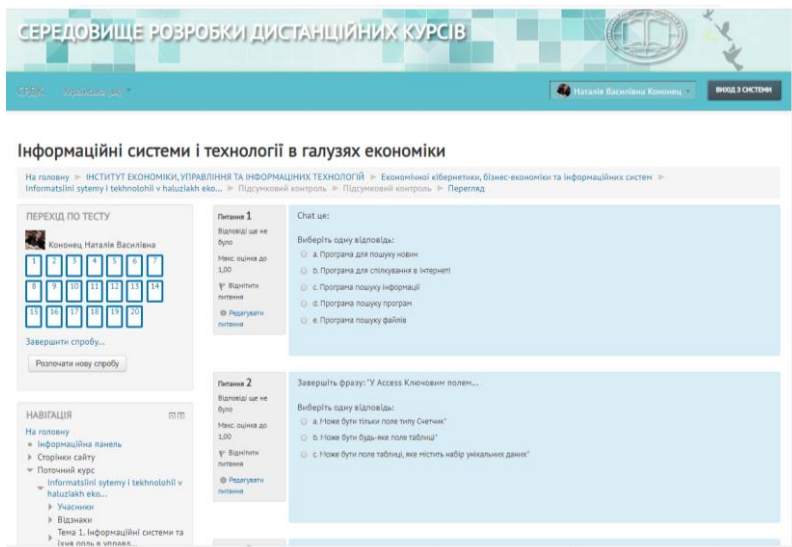 СЕРЕДОВИЩЕ РОЗРОБКИ ДИСТАНЦІЙНИХ КУРСІВ
СРДК Українська (uk)
Наталія Василівна Кононец
ВИХІД З СИСТЕМИ
Інформаційні системи і технології в галузях економіки
На головну ► ІНСТИТУТ ЕКОНОМІКИ, УПРАВЛІННЯ ТА ІНФОРМАЦІНИХ ТЕХНОЛОГІЙ ► Економічної кібернетики, бізнес-економіки та інформаційних систем ►
Informatsiini sytemy i tekhnolohii v haluziakh eko... ► Підсумковий контроль ► Підсумковий контроль ► Перегляд
ПЕРЕХІД ПО ТЕСТУ
Кононец Наталія Василівна
1 2 3 4 5 6 7
8 9 10 11 12 13 14
15 16 17 18 19 20
Завершити спробу...
Розпочати нову спробу
НАВІГАЦІЯ
На головну
Інформаційна панель
Сторінки сайту
Поточний курс
Informatsiini sytemy i tekhnolohii v
haluziakh eko...
Учасники
Відзнаки
Тема 1. Інформаційні системи та
їхня роль в управл...
Питання 1
Відповіді ще не
було
Макс. оцінка до
1,00
Відмітити
питання
Редагувати
питання
Chat це:
Виберіть одну відповідь:
a. Програма для пошуку новин
b. Програма для спілкування в інтернеті
c. Програма пошуку інформації
d. Програма пошуку програм
e. Програма пошуку файлів
Питання 2
Відповіді ще не
було
Макс. оцінка до
1,00
Відмітити
питання
Редагувати
питання
Завершіть фразу: "У Access Ключовим полем...
Виберіть одну відповідь:
a. Може бути тільки поле типу Счетчик"
b. Може бути будь-яке поле таблиці"
c. Може бути поле таблиці, яке містить набір унікальних даних"